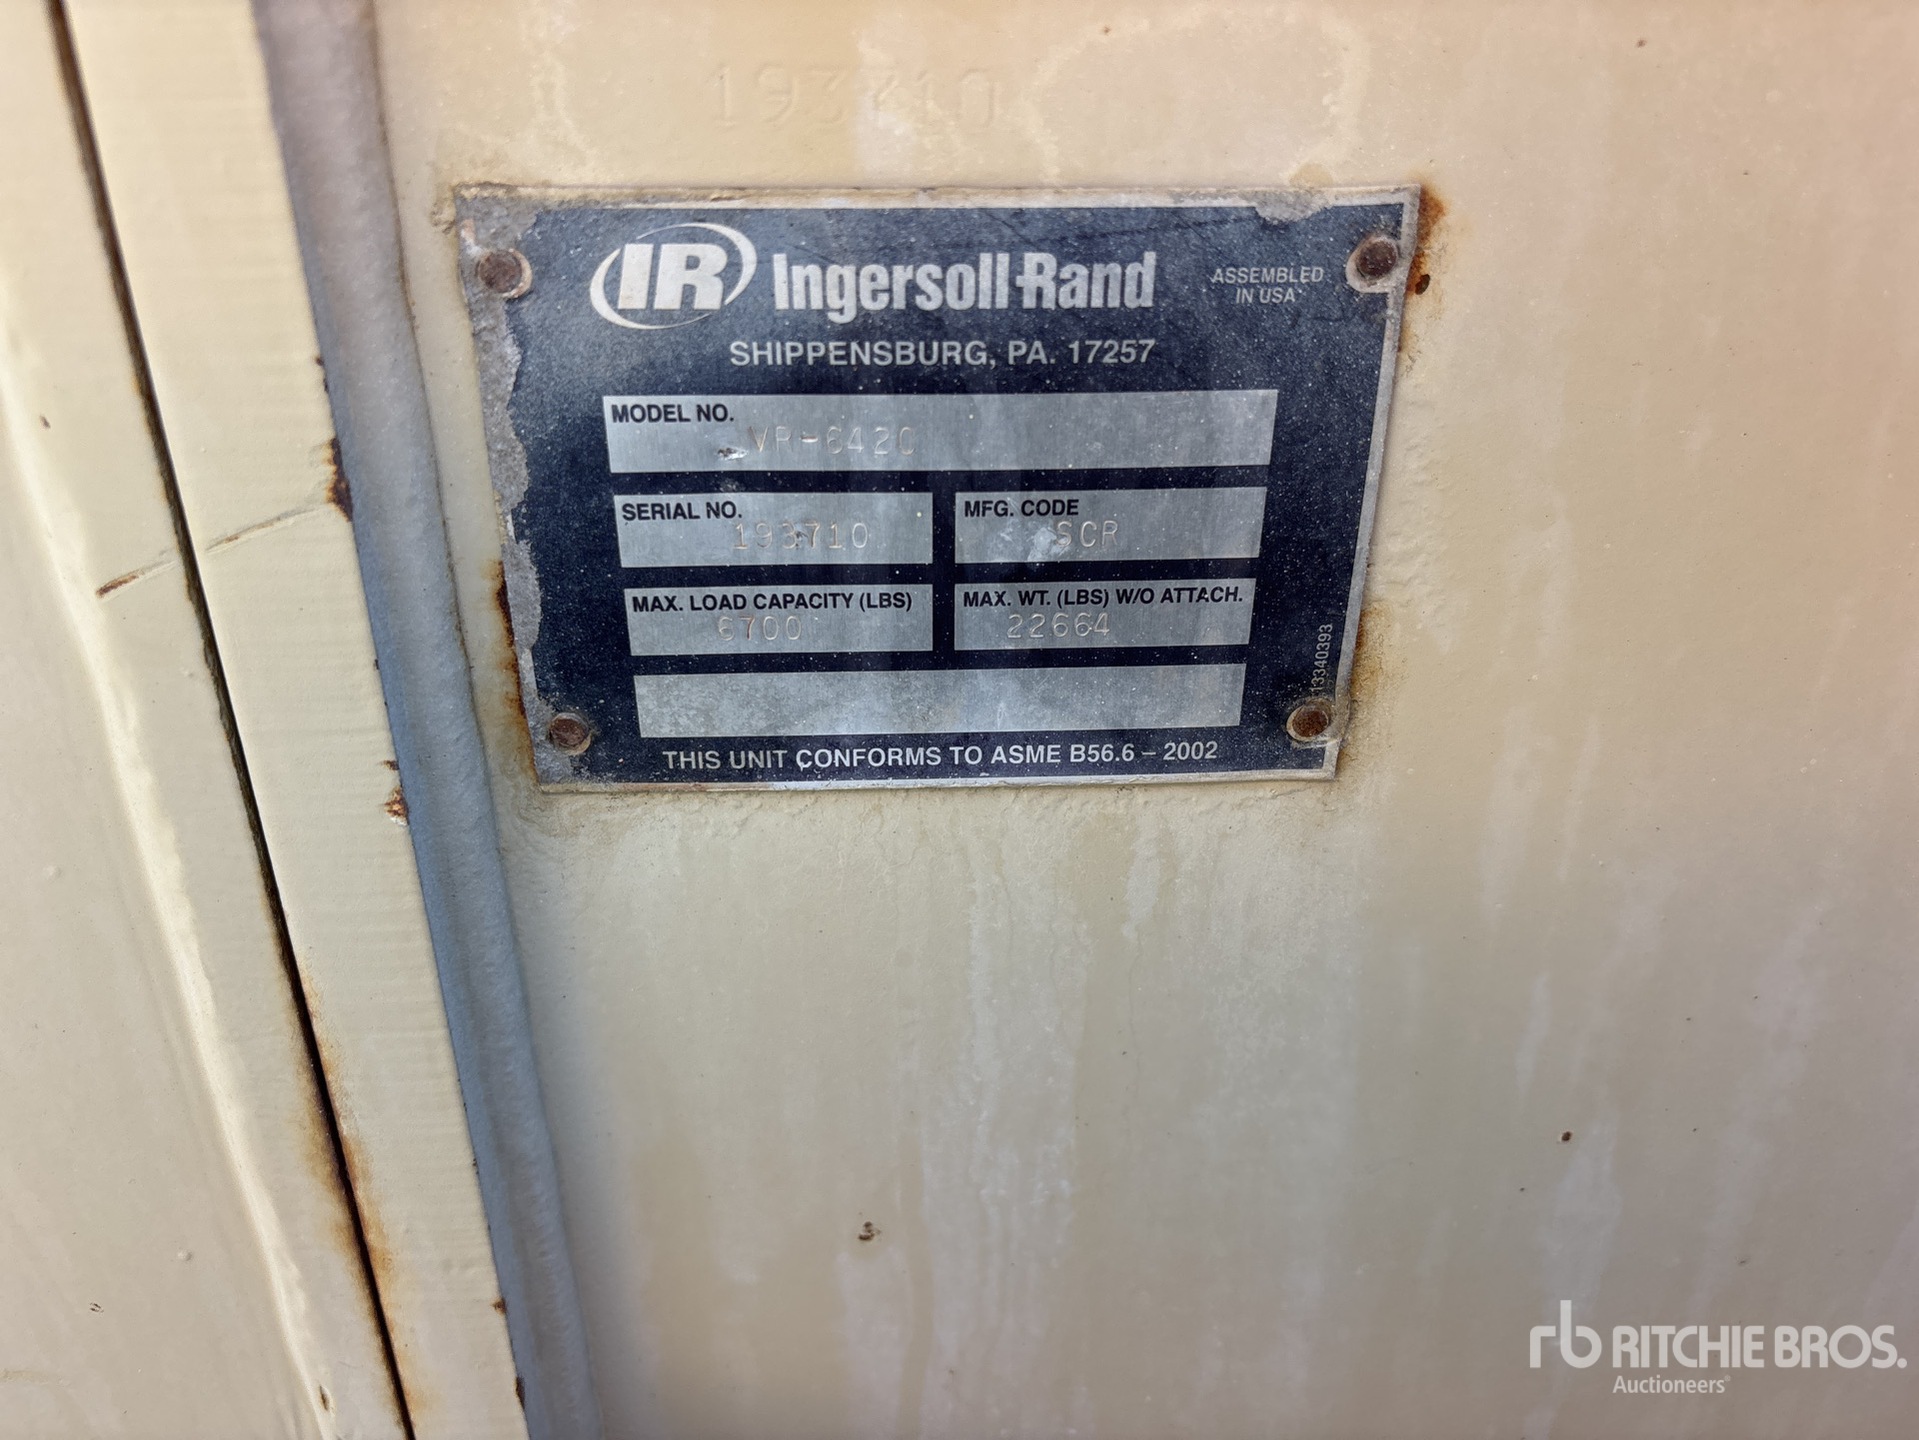 193710
IR Ingersoll-Rand
ASSEMBLED
IN USA
SHIPPENSBURG, PA. 17257
MODEL NO.
VR-642C
SERIAL NO.
193710
MFG. CODE
SCR
MAX. LOAD CAPACITY (LBS)
6700
MAX. WT. (LBS) W/O ATTACH.
22664
13340393
THIS UNIT CONFORMS TO ASME B56.6 – 2002
rb RITCHIE BROS.
Auctioneers